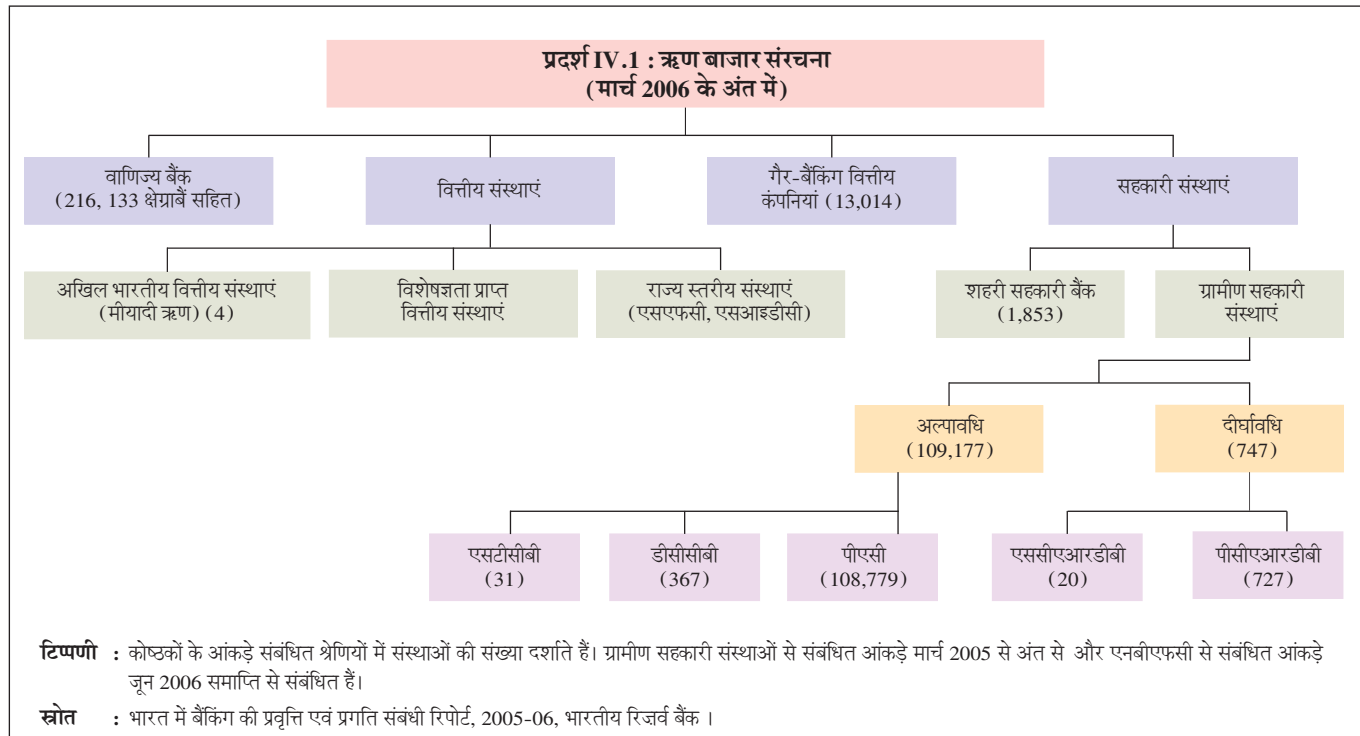 प्रदर्श IV.1 : ऋण बाजार संरचना
(मार्च 2006 के अंत में)
वाणिज्य बैंक
(216, 133 क्षेग्राबैं सहित)
वित्तीय संस्थाएं
गैर-बैंकिंग वित्तीय
कंपनियां (13,014)
सहकारी संस्थाएं
अखिल भारतीय वित्तीय संस्थाएं
(मीयादी ऋण) (4)
विशेषज्ञता प्राप्त
वित्तीय संस्थाएं
राज्य स्तरीय संस्थाएं
(एसएफसी, एसआइडीसी)
शहरी सहकारी बैंक
(1,853)
ग्रामीण सहकारी
संस्थाएं
अल्पावधि
(109,177)
दीर्घावधि
(747)
एसटीसीबी
(31)
डीसीसीबी
(367)
पीएसी
(108,779)
एससीएआरडीबी
(20)
पीसीएआरडीबी
(727)
टिप्पणी : कोष्ठकों के आंकड़े संबंधित श्रेणियों में संस्थाओं की संख्या दर्शाते हैं। ग्रामीण सहकारी संस्थाओं से संबंधित आंकड़े मार्च 2005 से अंत से और एनबीएफसी से संबंधित आंकड़े
जून 2006 समाप्ति से संबंधित हैं।
स्रोत : भारत में बैंकिंग की प्रवृत्ति एवं प्रगति संबंधी रिपोर्ट, 2005-06, भारतीय रिजर्व बैंक ।